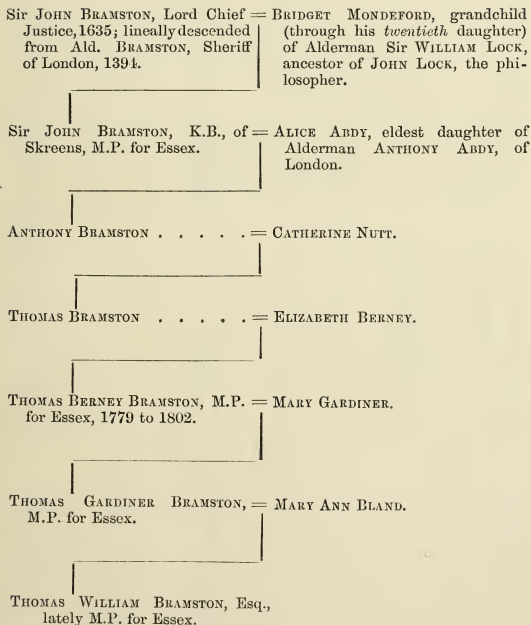 Sir JOHN BRAMSTON, Lord Chief = BRIDGET MONDEFORD, grandchild
Justice, 1635; lineally descended (through his twentieth daughter)
from Ald. BRAMSTON, Sheriff of Alderman Sir WILLIAM LOCK,
of London, 1394. ancestor of JOHN LOCK, the phi-
losopher.
Sir JOHN BRAMSTON, K.B., of = ALICE ABDY, eldest daughter of
Skreens, M.P. for Essex. Alderman ANTHONY ABDY, of
London.
ANTHONY BRAMSTON . . . . . = CATHERINE NUTT.
THOMAS BRAMSTON . . . . . = ELIZABETH BERNEY.
THOMAS BERNEY BRAMSTON, M.P. = MARY GARDINER.
for Essex, 1779 to 1802.
THOMAS GARDINER BRAMSTON, = MARY ANN BLAND.
M.P. for Essex.
THOMAS WILLIAM BRAMSTON, Esq.,
lately M.P. for Essex.